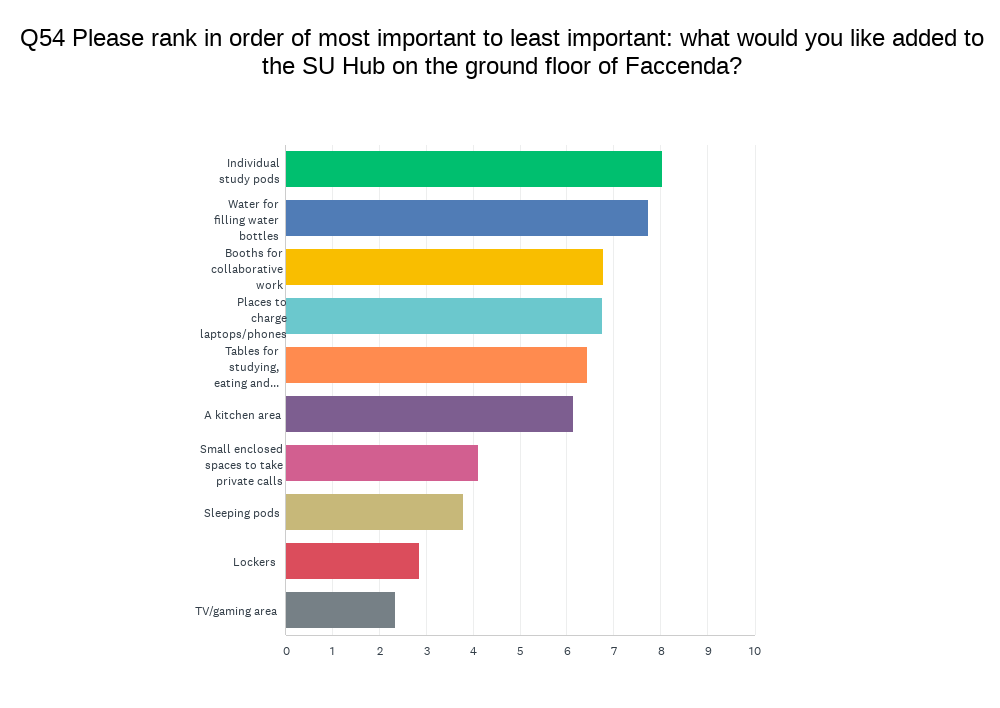 Q54 Please rank in order of most important to least important: what would you like added to
the SU Hub on the ground floor of Faccenda?
Individual
study pods
Water for
filling water
bottles
Booths for
collaborative
work
Places to
charge
laptops/phones
Tables for
studying,
eating and...
A kitchen area
Small enclosed
spaces to take
private calls
Sleeping pods
Lockers
TV/gaming area
0 1 2 3 4 5 6 7 8 9 10